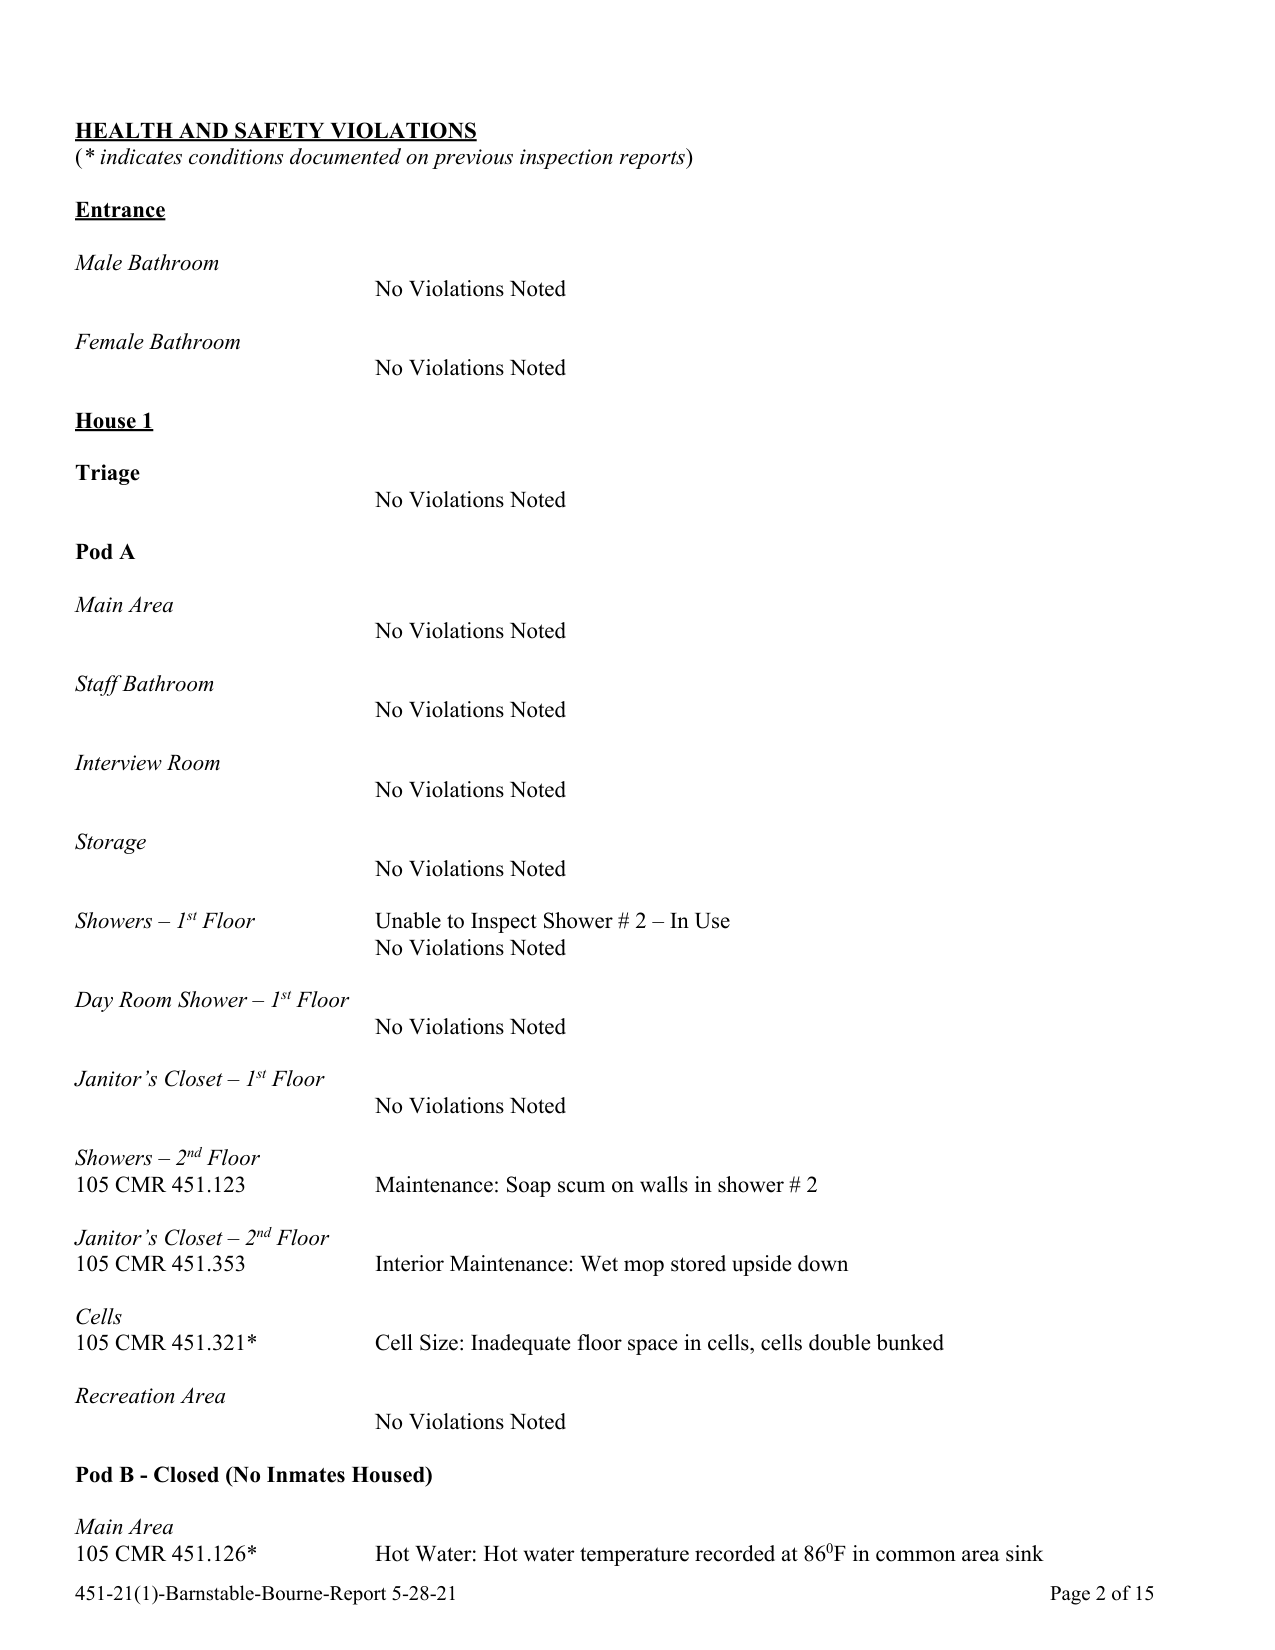 HEALTH AND SAFETY VIOLATIONS
(* indicates conditions documented on previous inspection reports)
Entrance
Male Bathroom
No Violations Noted
Female Bathroom
No Violations Noted
House 1
Triage
No Violations Noted
Pod A
Main Area
No Violations Noted
Staff Bathroom
No Violations Noted
Interview Room
No Violations Noted
Storage
No Violations Noted
Showers – 1st Floor Unable to Inspect Shower # 2 – In Use
No Violations Noted
Day Room Shower – 1st Floor
No Violations Noted
Janitor’s Closet – 1st Floor
No Violations Noted
Showers – 2nd Floor
105 CMR 451.123 Maintenance: Soap scum on walls in shower # 2
Janitor’s Closet – 2nd Floor
105 CMR 451.353 Interior Maintenance: Wet mop stored upside down
Cells
105 CMR 451.321* Cell Size: Inadequate floor space in cells, cells double bunked
Recreation Area
No Violations Noted
Pod B - Closed (No Inmates Housed)
Main Area
105 CMR 451.126* Hot Water: Hot water temperature recorded at 86⁰F in common area sink
451-21(1)-Barnstable-Bourne-Report 5-28-21 Page 2 of 15